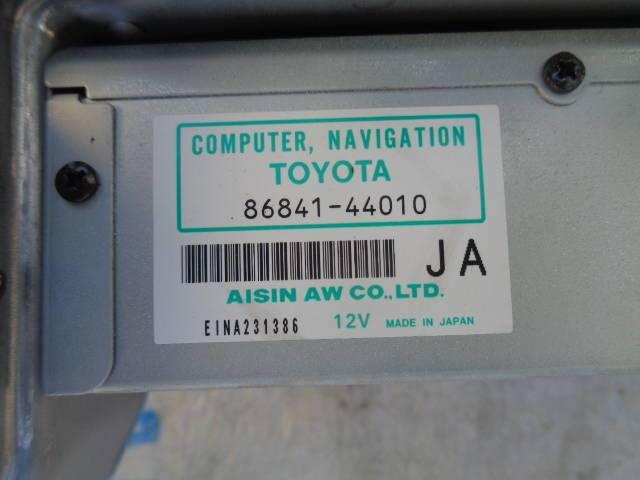 COMPUTER, NAVIGATION
TOYOTA
86841-44010
JA
AISIN AW CO.,LTD.
EINA231386 12V MADE IN JAPAN